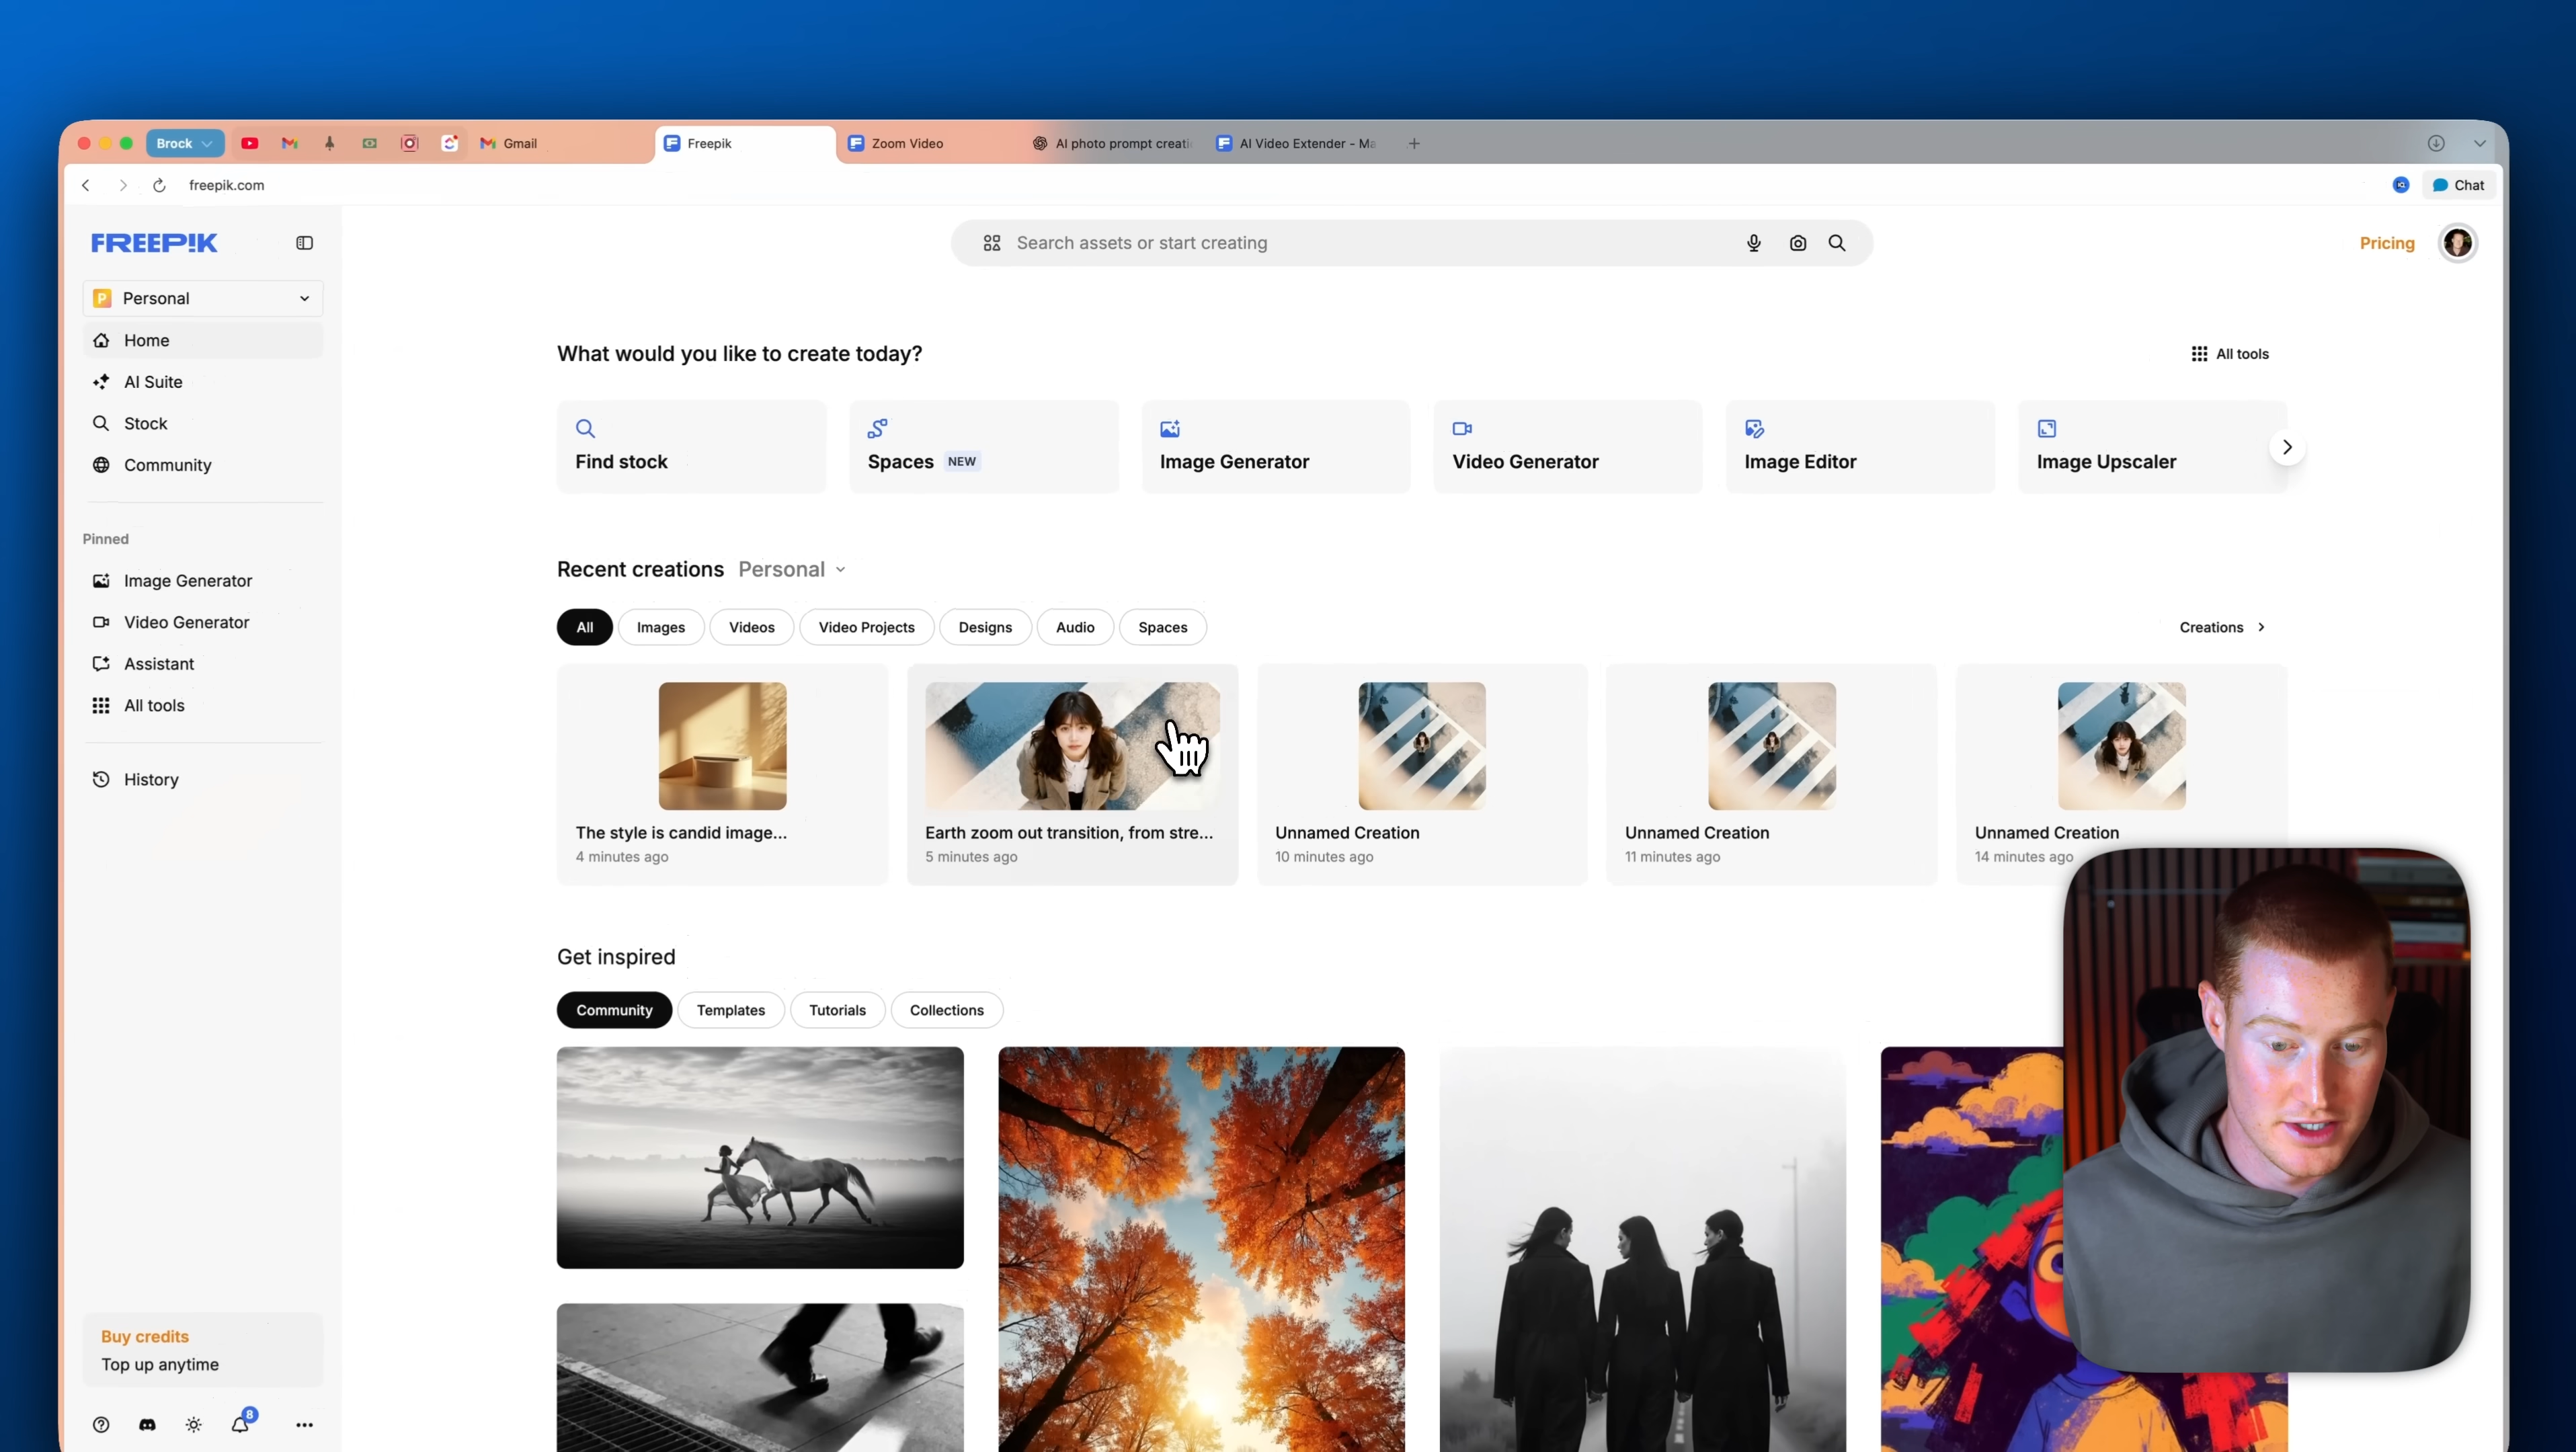 Brock
Gmail
Freepik
Zoom Video
AI photo prompt creati
AI Video Extender - Ma
freepik.com
Chat
FREEP!K
Search assets or start creating
Pricing
P Personal
Home
AI Suite
Stock
Community
Pinned
Image Generator
Video Generator
Assistant
All tools
History
Buy credits
Top up anytime
8
What would you like to create today?
All tools
Find stock
Spaces NEW
Image Generator
Video Generator
Image Editor
Image Upscaler
Recent creations Personal
All
Images
Videos
Video Projects
Designs
Audio
Spaces
Creations
The style is candid image...
4 minutes ago
Earth zoom out transition, from stre...
5 minutes ago
Unnamed Creation
10 minutes ago
Unnamed Creation
11 minutes ago
Unnamed Creation
14 minutes ago
Get inspired
Community
Templates
Tutorials
Collections